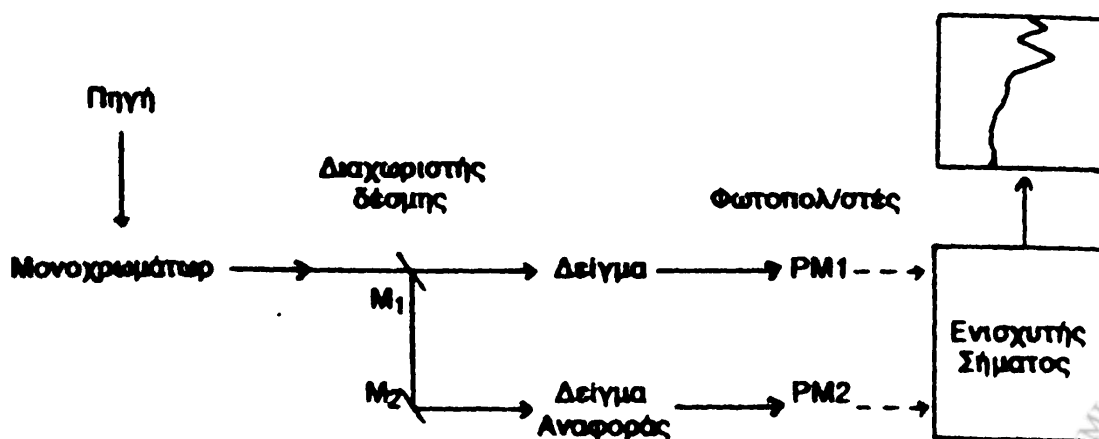 Πηγή
Διαχωριστής
δέσμης
Φωτοπολ/στές
Μονοχρωμάτωρ
M1
Δείγμα
PM1
Ενισχυτής
Σήματος
M2
Δείγμα
Αναφοράς
PM2